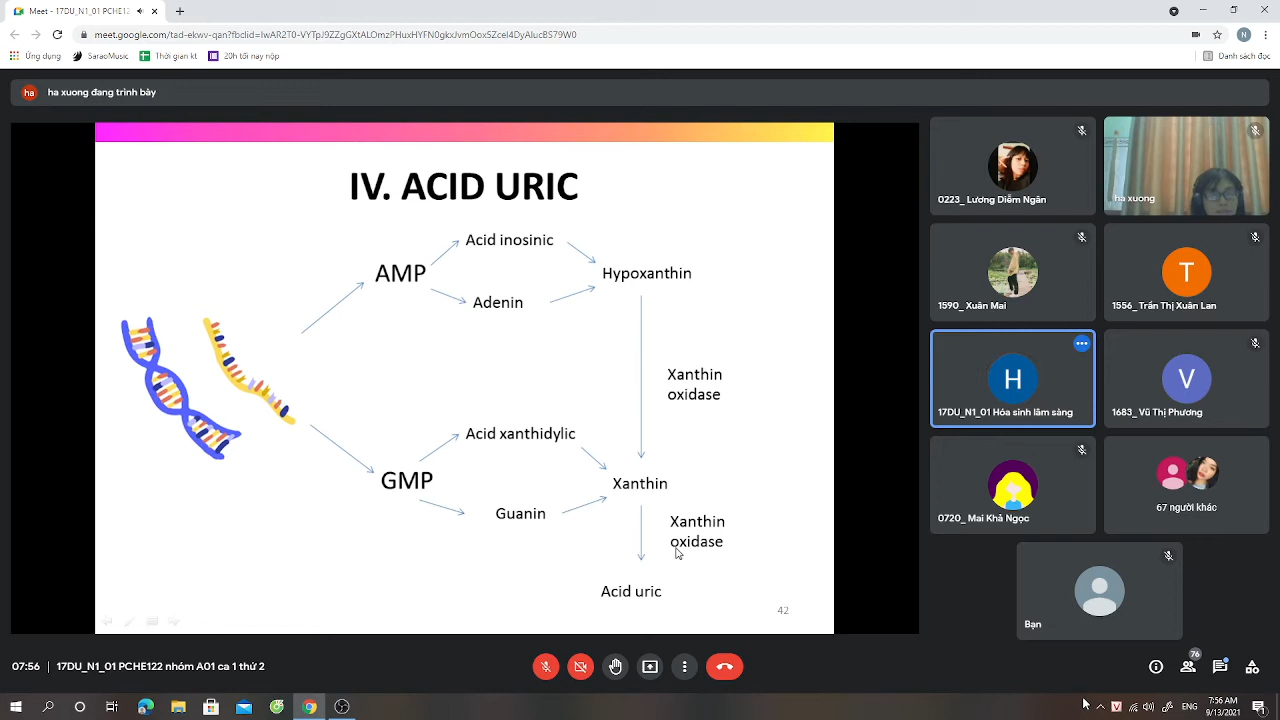 Meet - 17DU_N1_01 PCHE12
meet.google.com/tad-ekwv-qan?fbclid=IwAR2T0-VYTpJ9ZZgGXtALOmzPHuxHYFN0gkdvmOoxSZcel4DyAlucBS79W0
N
Ứng dụng
SaraoMusic
Thời gian kt
20h tối nay nộp
Danh sách đọc
ha
ha xuong đang trình bày
IV. ACID URIC
AMP
Acid inosinic
Adenin
Hypoxanthin
Xanthin
oxidase
GMP
Acid xanthidylic
Guanin
Xanthin
Xanthin
oxidase
Acid uric
42
0223_ Lương Diễm Ngân
ha xuong
1590_ Xuân Mai
T
1556_ Trần Thị Xuân Lan
H
17DU_N1_01 Hóa sinh lâm sàng
V
1683_ Vũ Thị Phương
0720_ Mai Khả Ngọc
67 người khác
Bạn
07:56
17DU_N1_01 PCHE122 nhóm A01 ca 1 thứ 2
76
7:56 AM
9/13/2021